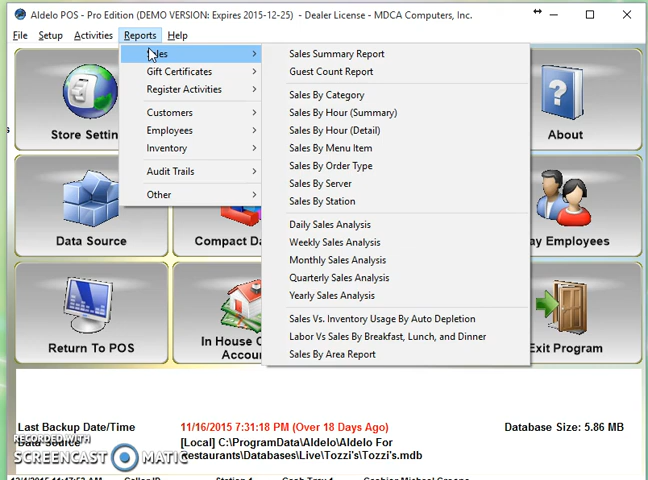 Aldelo POS - Pro Edition (DEMO VERSION: Expires 2015-12-25) - Dealer License - MDCA Computers, Inc.
File Setup Activities Reports Help
Sales Summary Report
Gift Certificates
Guest Count Report
Register Activities
Sales By Category
Customers
Sales By Hour (Summary)
Employees
Sales By Hour (Detail)
Inventory
Sales By Menu Item
Sales By Order Type
Audit Trails
Sales By Server
Other
Sales By Station
Daily Sales Analysis
Weekly Sales Analysis
Monthly Sales Analysis
Quarterly Sales Analysis
Yearly Sales Analysis
Sales Vs. Inventory Usage By Auto Depletion
Labor Vs Sales By Breakfast, Lunch, and Dinner
Sales By Area Report
Store Setti
About
Data Source
Compact Da
ay Employees
Return To POS
In House C
Accou
Exit Program
Last Backup Date/Time 11/16/2015 7:31:18 PM (Over 18 Days Ago) Database Size: 5.86 MB
Data Source [Local] C:\ProgramData\Aldelo\Aldelo For
Restaurants\Databases\Live\Tozzi's\Tozzi's.mdb
RECORDED WITH
SCREENCAST MATIC